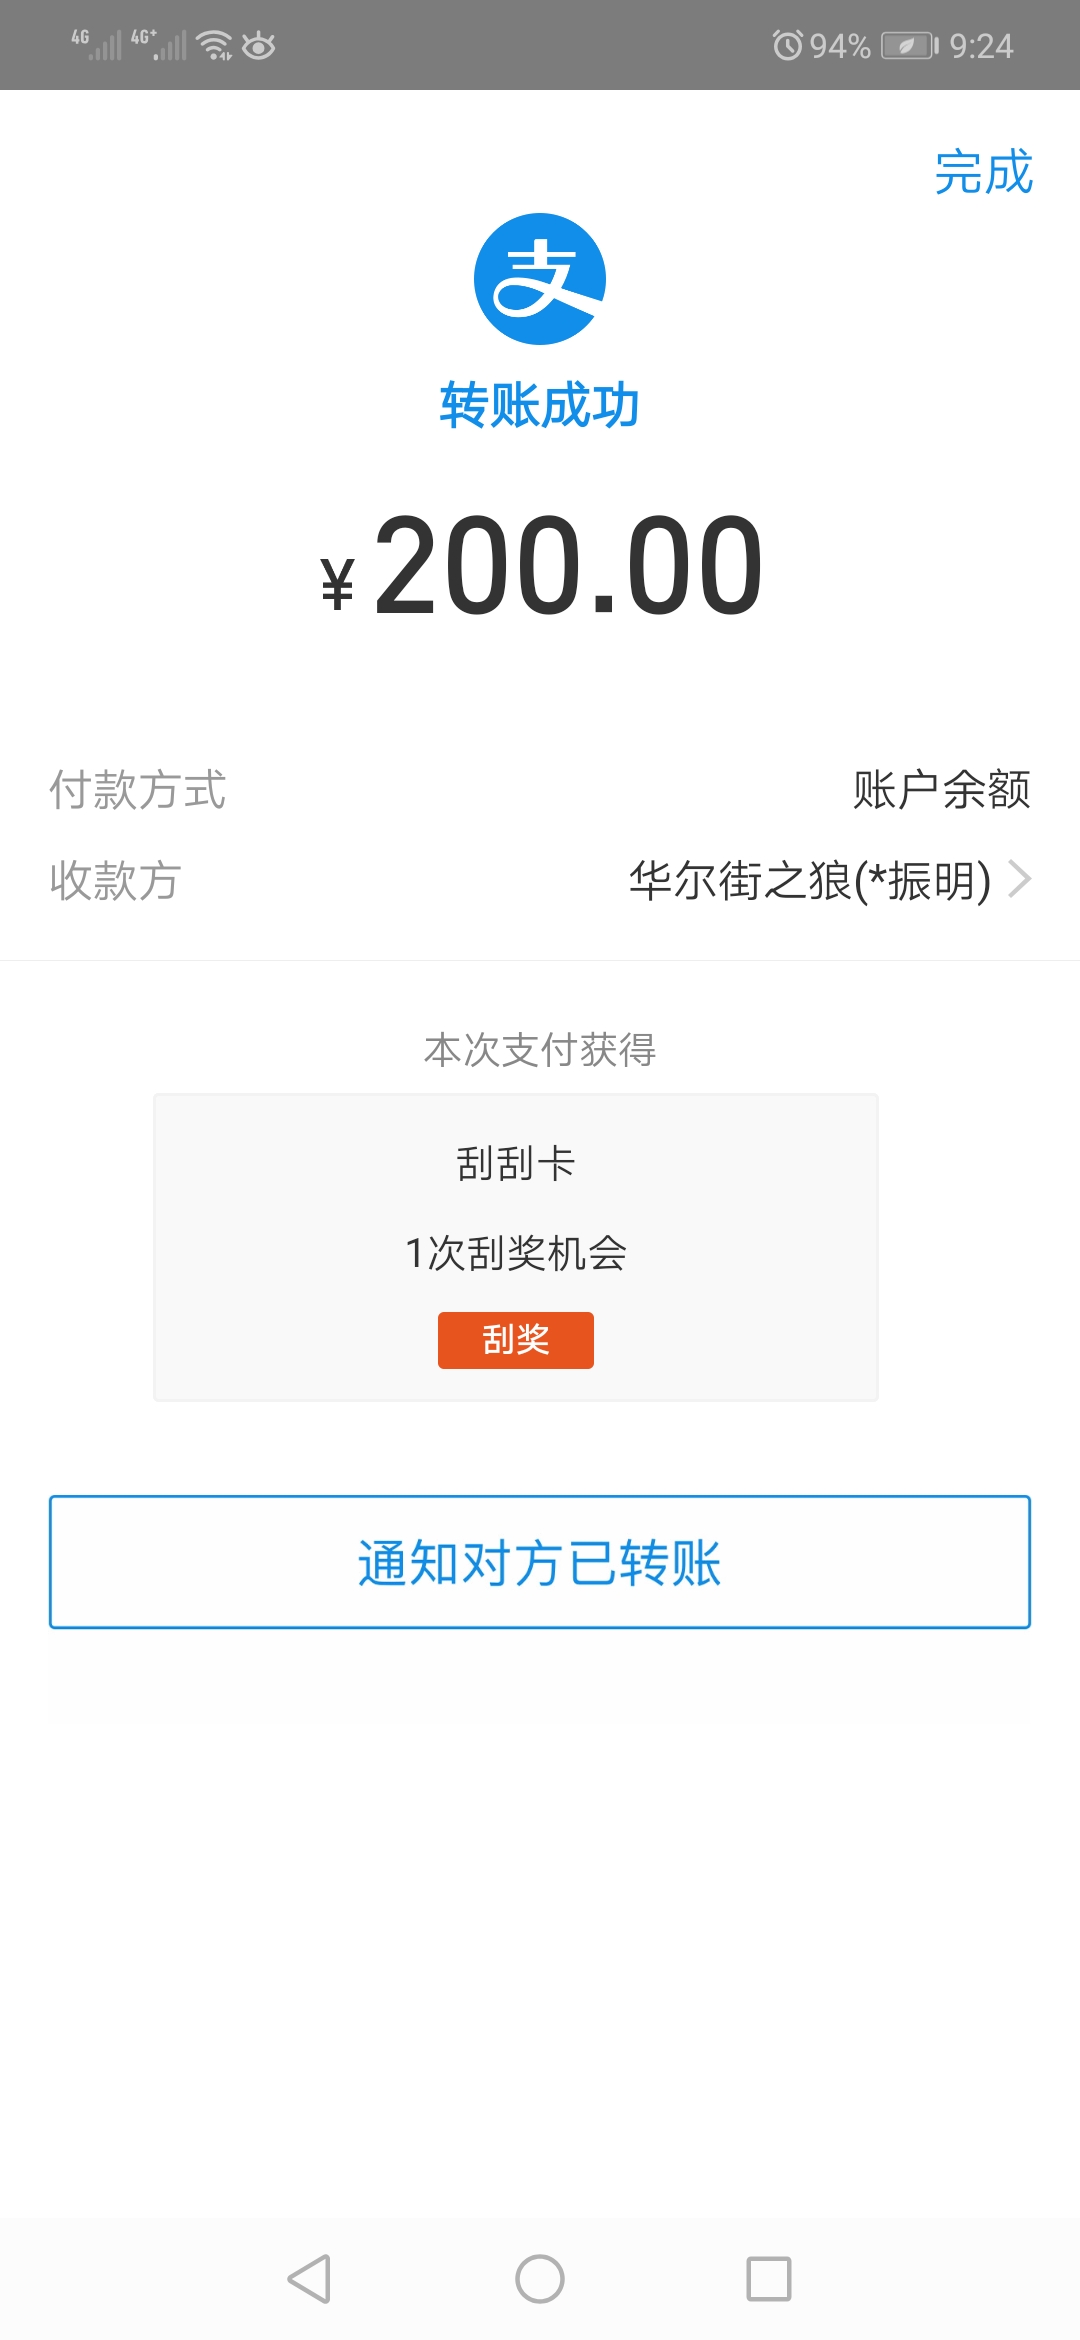 4G 4G+ 94% 9:24
完成
支
转账成功
¥200.00
付款方式 账户余额
收款方 华尔街之狼(*振明)
本次支付获得
刮刮卡
1次刮奖机会
刮奖
通知对方已转账